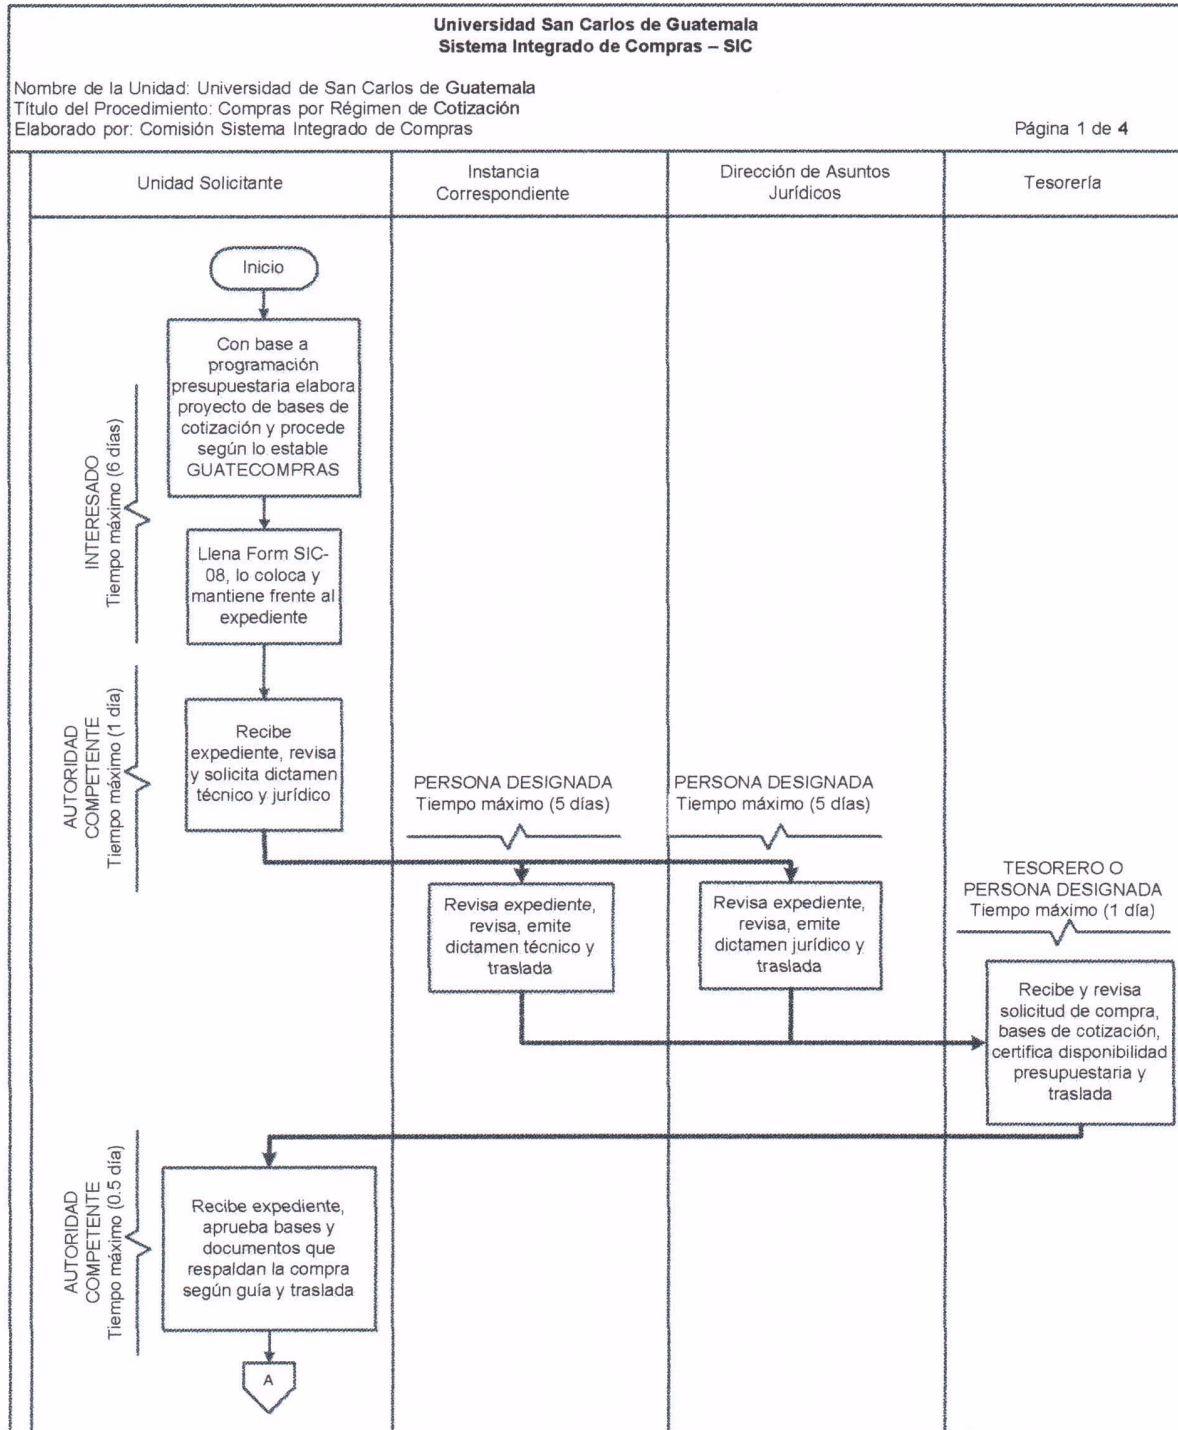 Universidad San Carlos de Guatemala
Sistema Integrado de Compras – SIC
Nombre de la Unidad: Universidad de San Carlos de Guatemala
Título del Procedimiento: Compras por Régimen de Cotización
Elaborado por: Comisión Sistema Integrado de Compras
Página 1 de 4
Unidad Solicitante
Instancia
Correspondiente
Dirección de Asuntos
Jurídicos
Tesorería
Inicio
Con base a
programación
presupuestaria elabora
proyecto de bases de
cotización y procede
según lo estable
GUATECOMPRAS
INTERESADO
Tiempo máximo (6 días)
Llena Form SIC-
08, lo coloca y
mantiene frente al
expediente
AUTORIDAD
COMPETENTE
Tiempo máximo (1 día)
Recibe
expediente, revisa
y solicita dictamen
técnico y jurídico
PERSONA DESIGNADA
Tiempo máximo (5 días)
PERSONA DESIGNADA
Tiempo máximo (5 días)
Revisa expediente,
revisa, emite
dictamen técnico y
traslada
Revisa expediente,
revisa, emite
dictamen jurídico y
traslada
TESORERO O
PERSONA DESIGNADA
Tiempo máximo (1 día)
Recibe y revisa
solicitud de compra,
bases de cotización,
certifica disponibilidad
presupuestaria y
traslada
AUTORIDAD
COMPETENTE
Tiempo máximo (0.5 día)
Recibe expediente,
aprueba bases y
documentos que
respaldan la compra
según guía y traslada
A